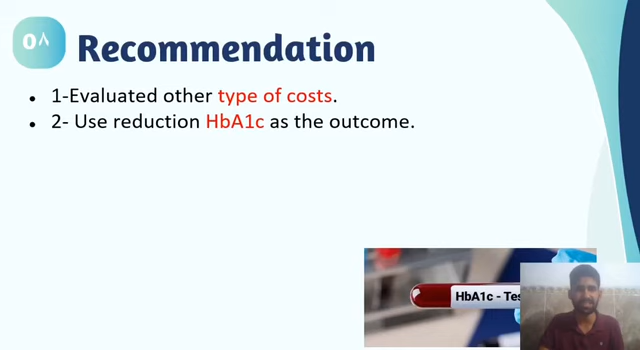 0٨
Recommendation
• 1-Evaluated other type of costs.
• 2- Use reduction HbA1c as the outcome.
HbA1c - Tes